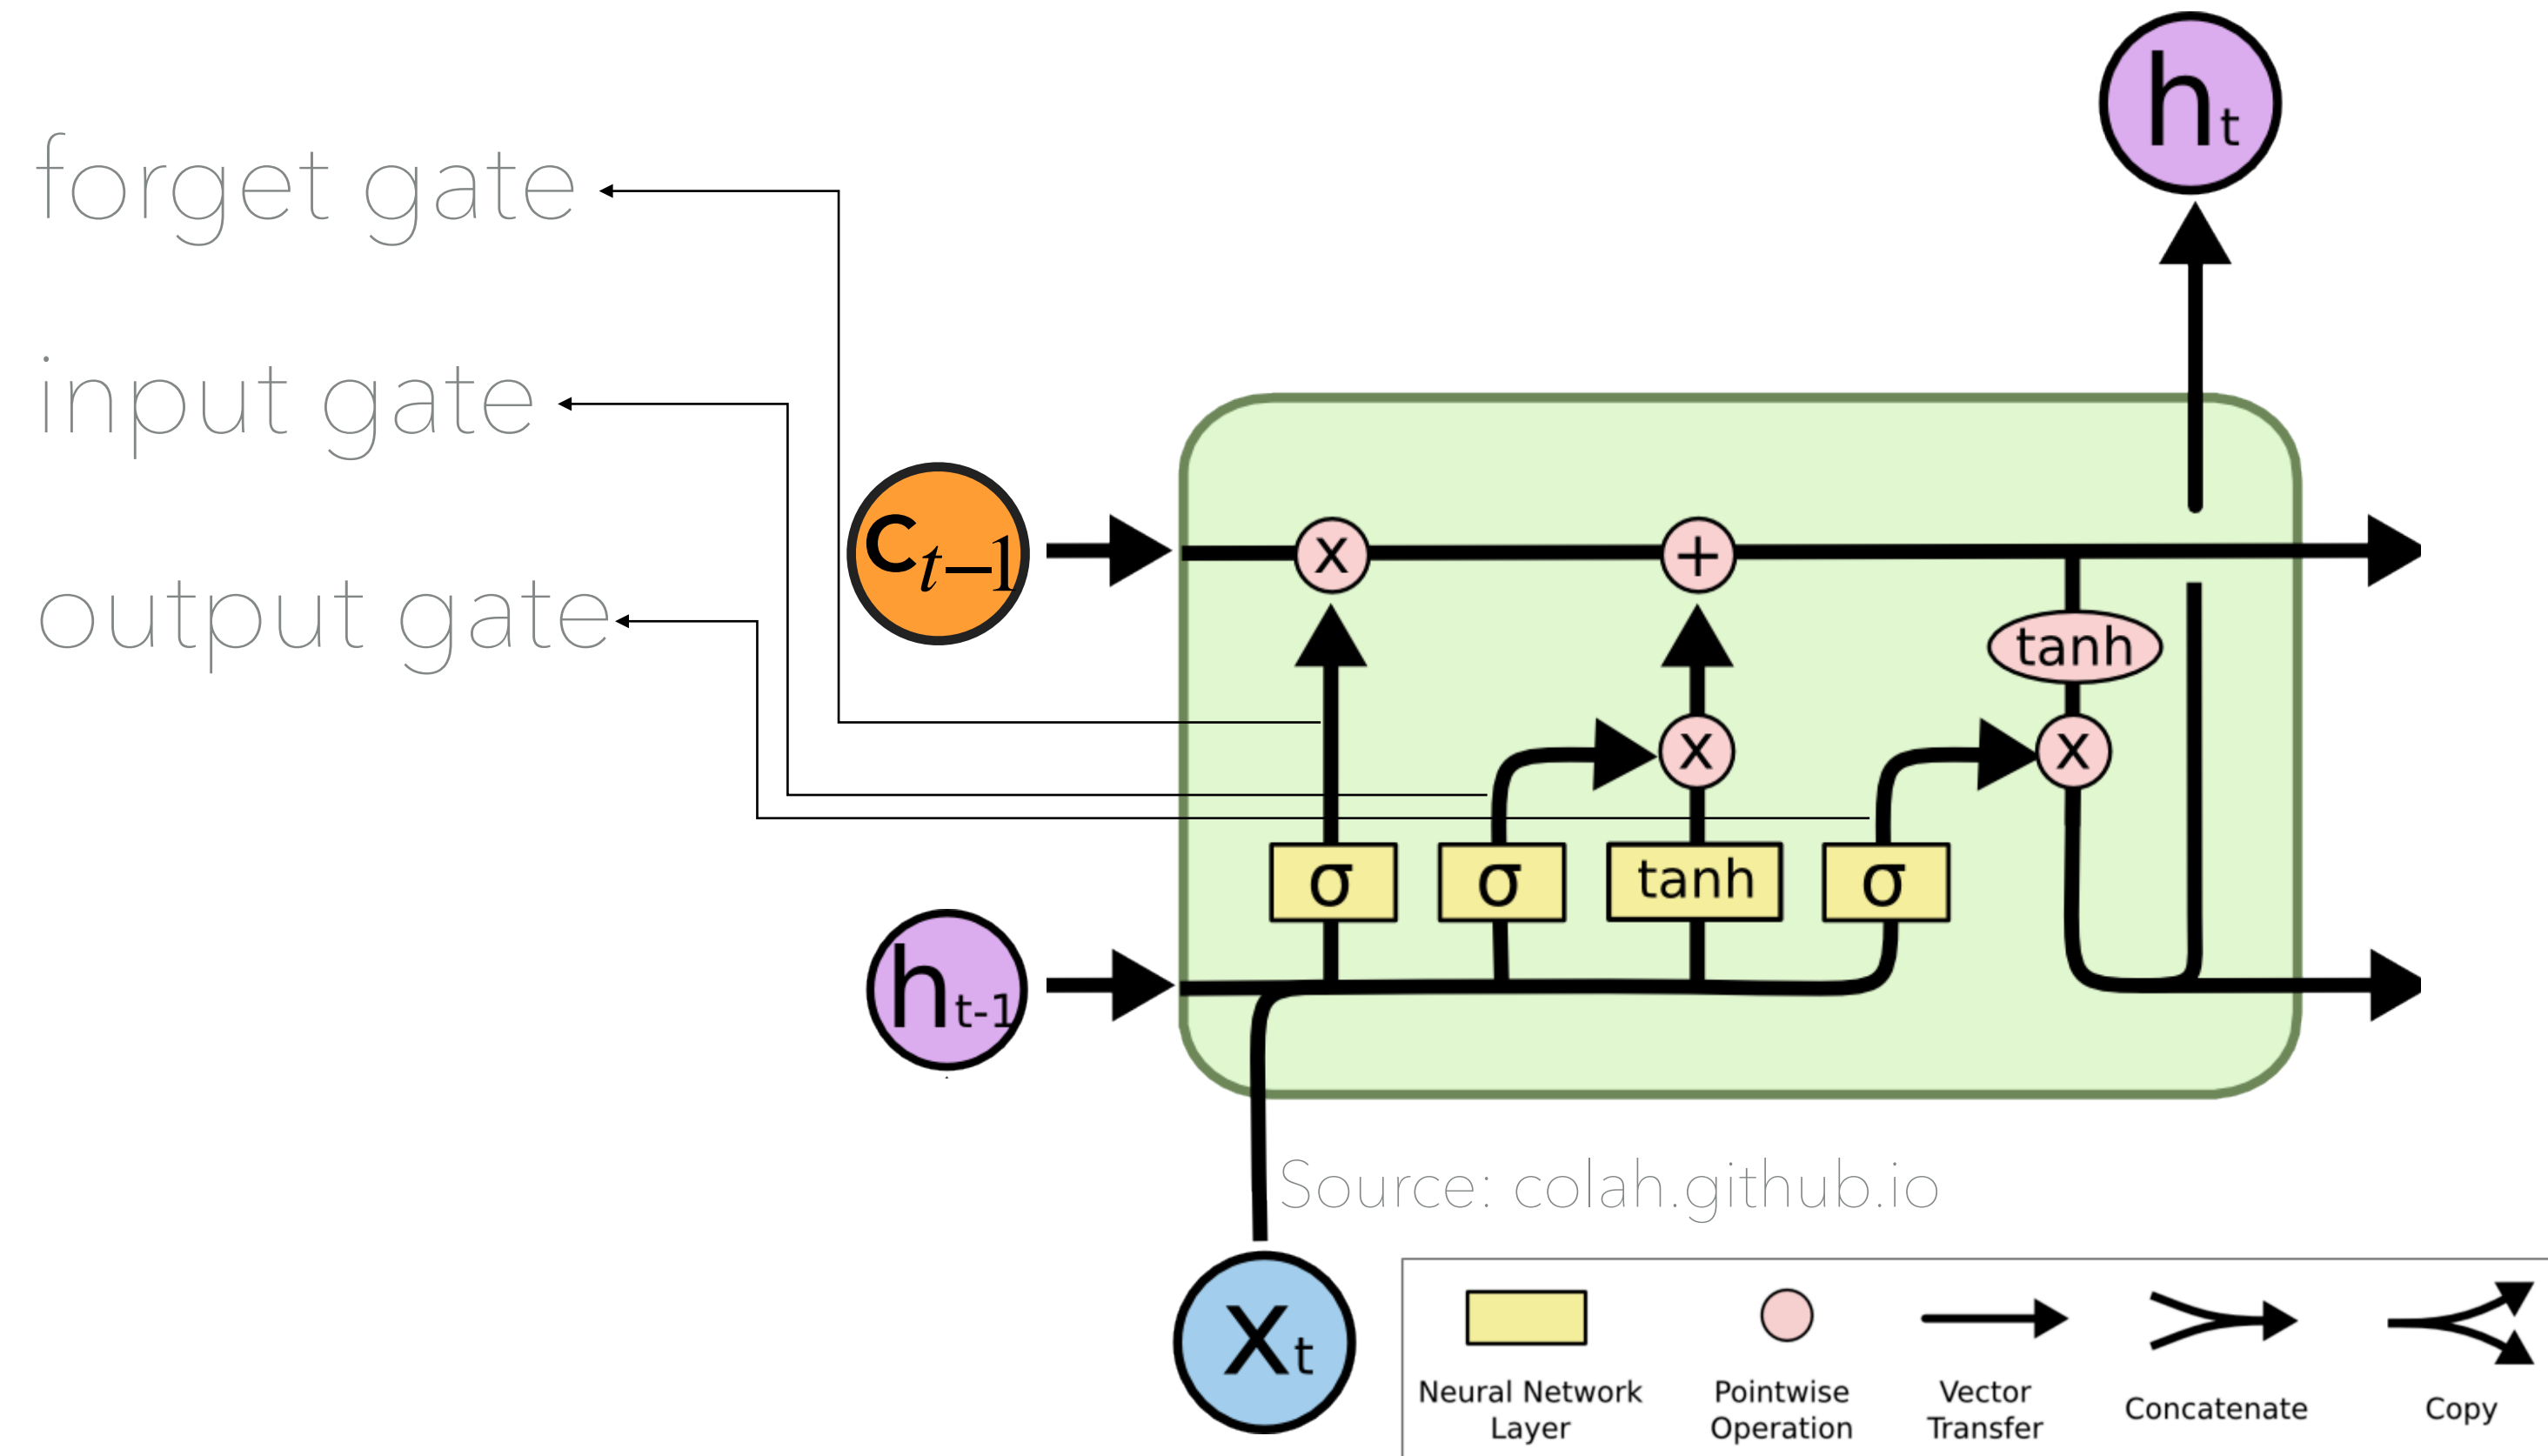 h t
forget gate
input gate
output gate
c t−1
x
+
tanh
x
x
σ
σ
tanh
σ
h t-1
Source: colah.github.io
x t
Neural Network
Layer
Pointwise
Operation
Vector
Transfer
Concatenate
Copy